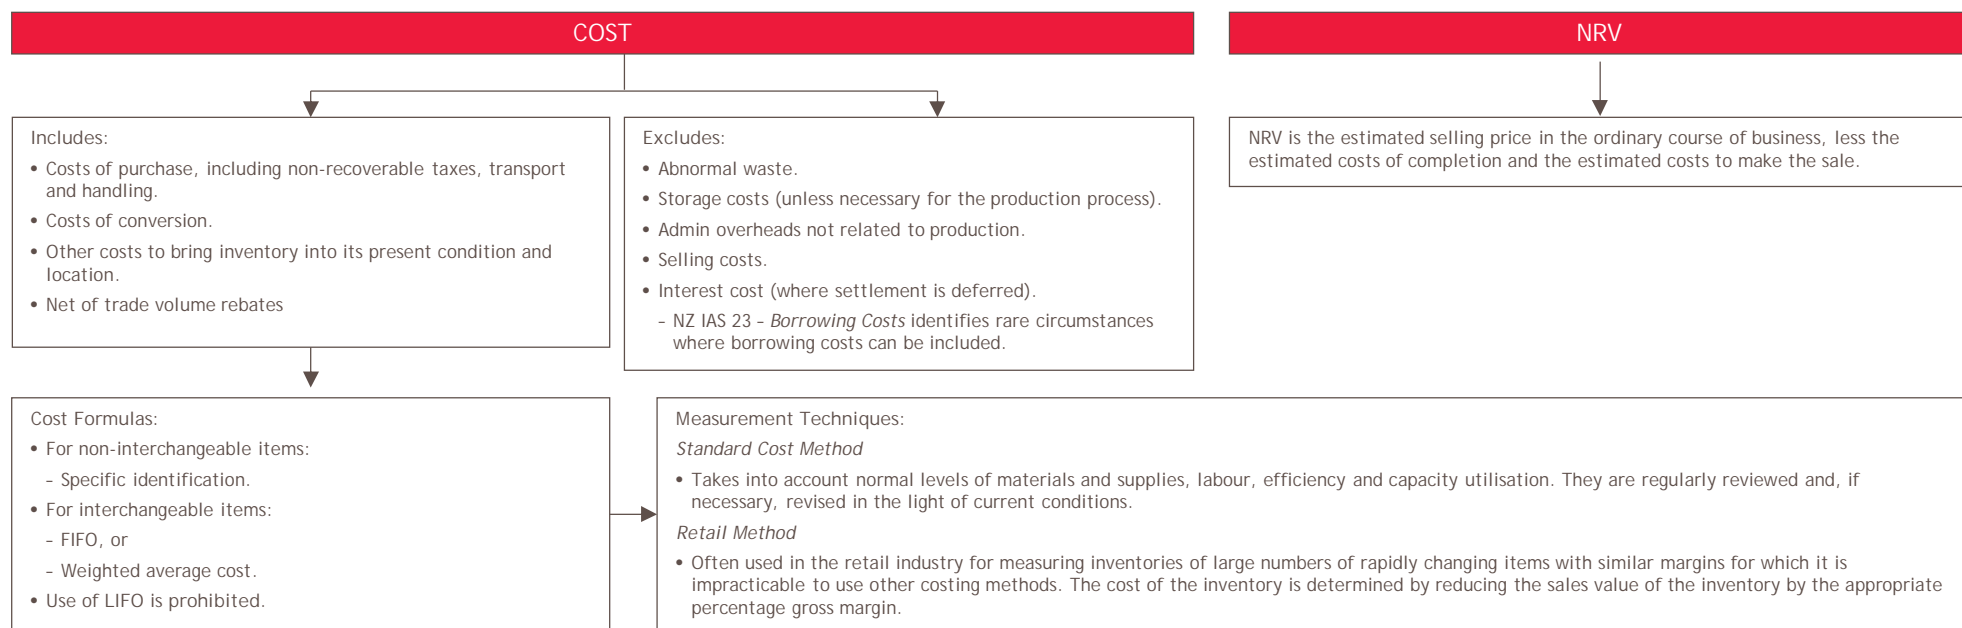 COST
NRV
Includes:
• Costs of purchase, including non-recoverable taxes, transport
and handling.
• Costs of conversion.
• Other costs to bring inventory into its present condition and
location.
• Net of trade volume rebates
Excludes:
• Abnormal waste.
• Storage costs (unless necessary for the production process).
• Admin overheads not related to production.
• Selling costs.
• Interest cost (where settlement is deferred).
– NZ IAS 23 – Borrowing Costs identifies rare circumstances
where borrowing costs can be included.
NRV is the estimated selling price in the ordinary course of business, less the
estimated costs of completion and the estimated costs to make the sale.
Cost Formulas:
• For non-interchangeable items:
– Specific identification.
• For interchangeable items:
– FIFO, or
– Weighted average cost.
• Use of LIFO is prohibited.
Measurement Techniques:
Standard Cost Method
• Takes into account normal levels of materials and supplies, labour, efficiency and capacity utilisation. They are regularly reviewed and, if
necessary, revised in the light of current conditions.
Retail Method
• Often used in the retail industry for measuring inventories of large numbers of rapidly changing items with similar margins for which it is
impracticable to use other costing methods. The cost of the inventory is determined by reducing the sales value of the inventory by the appropriate
percentage gross margin.